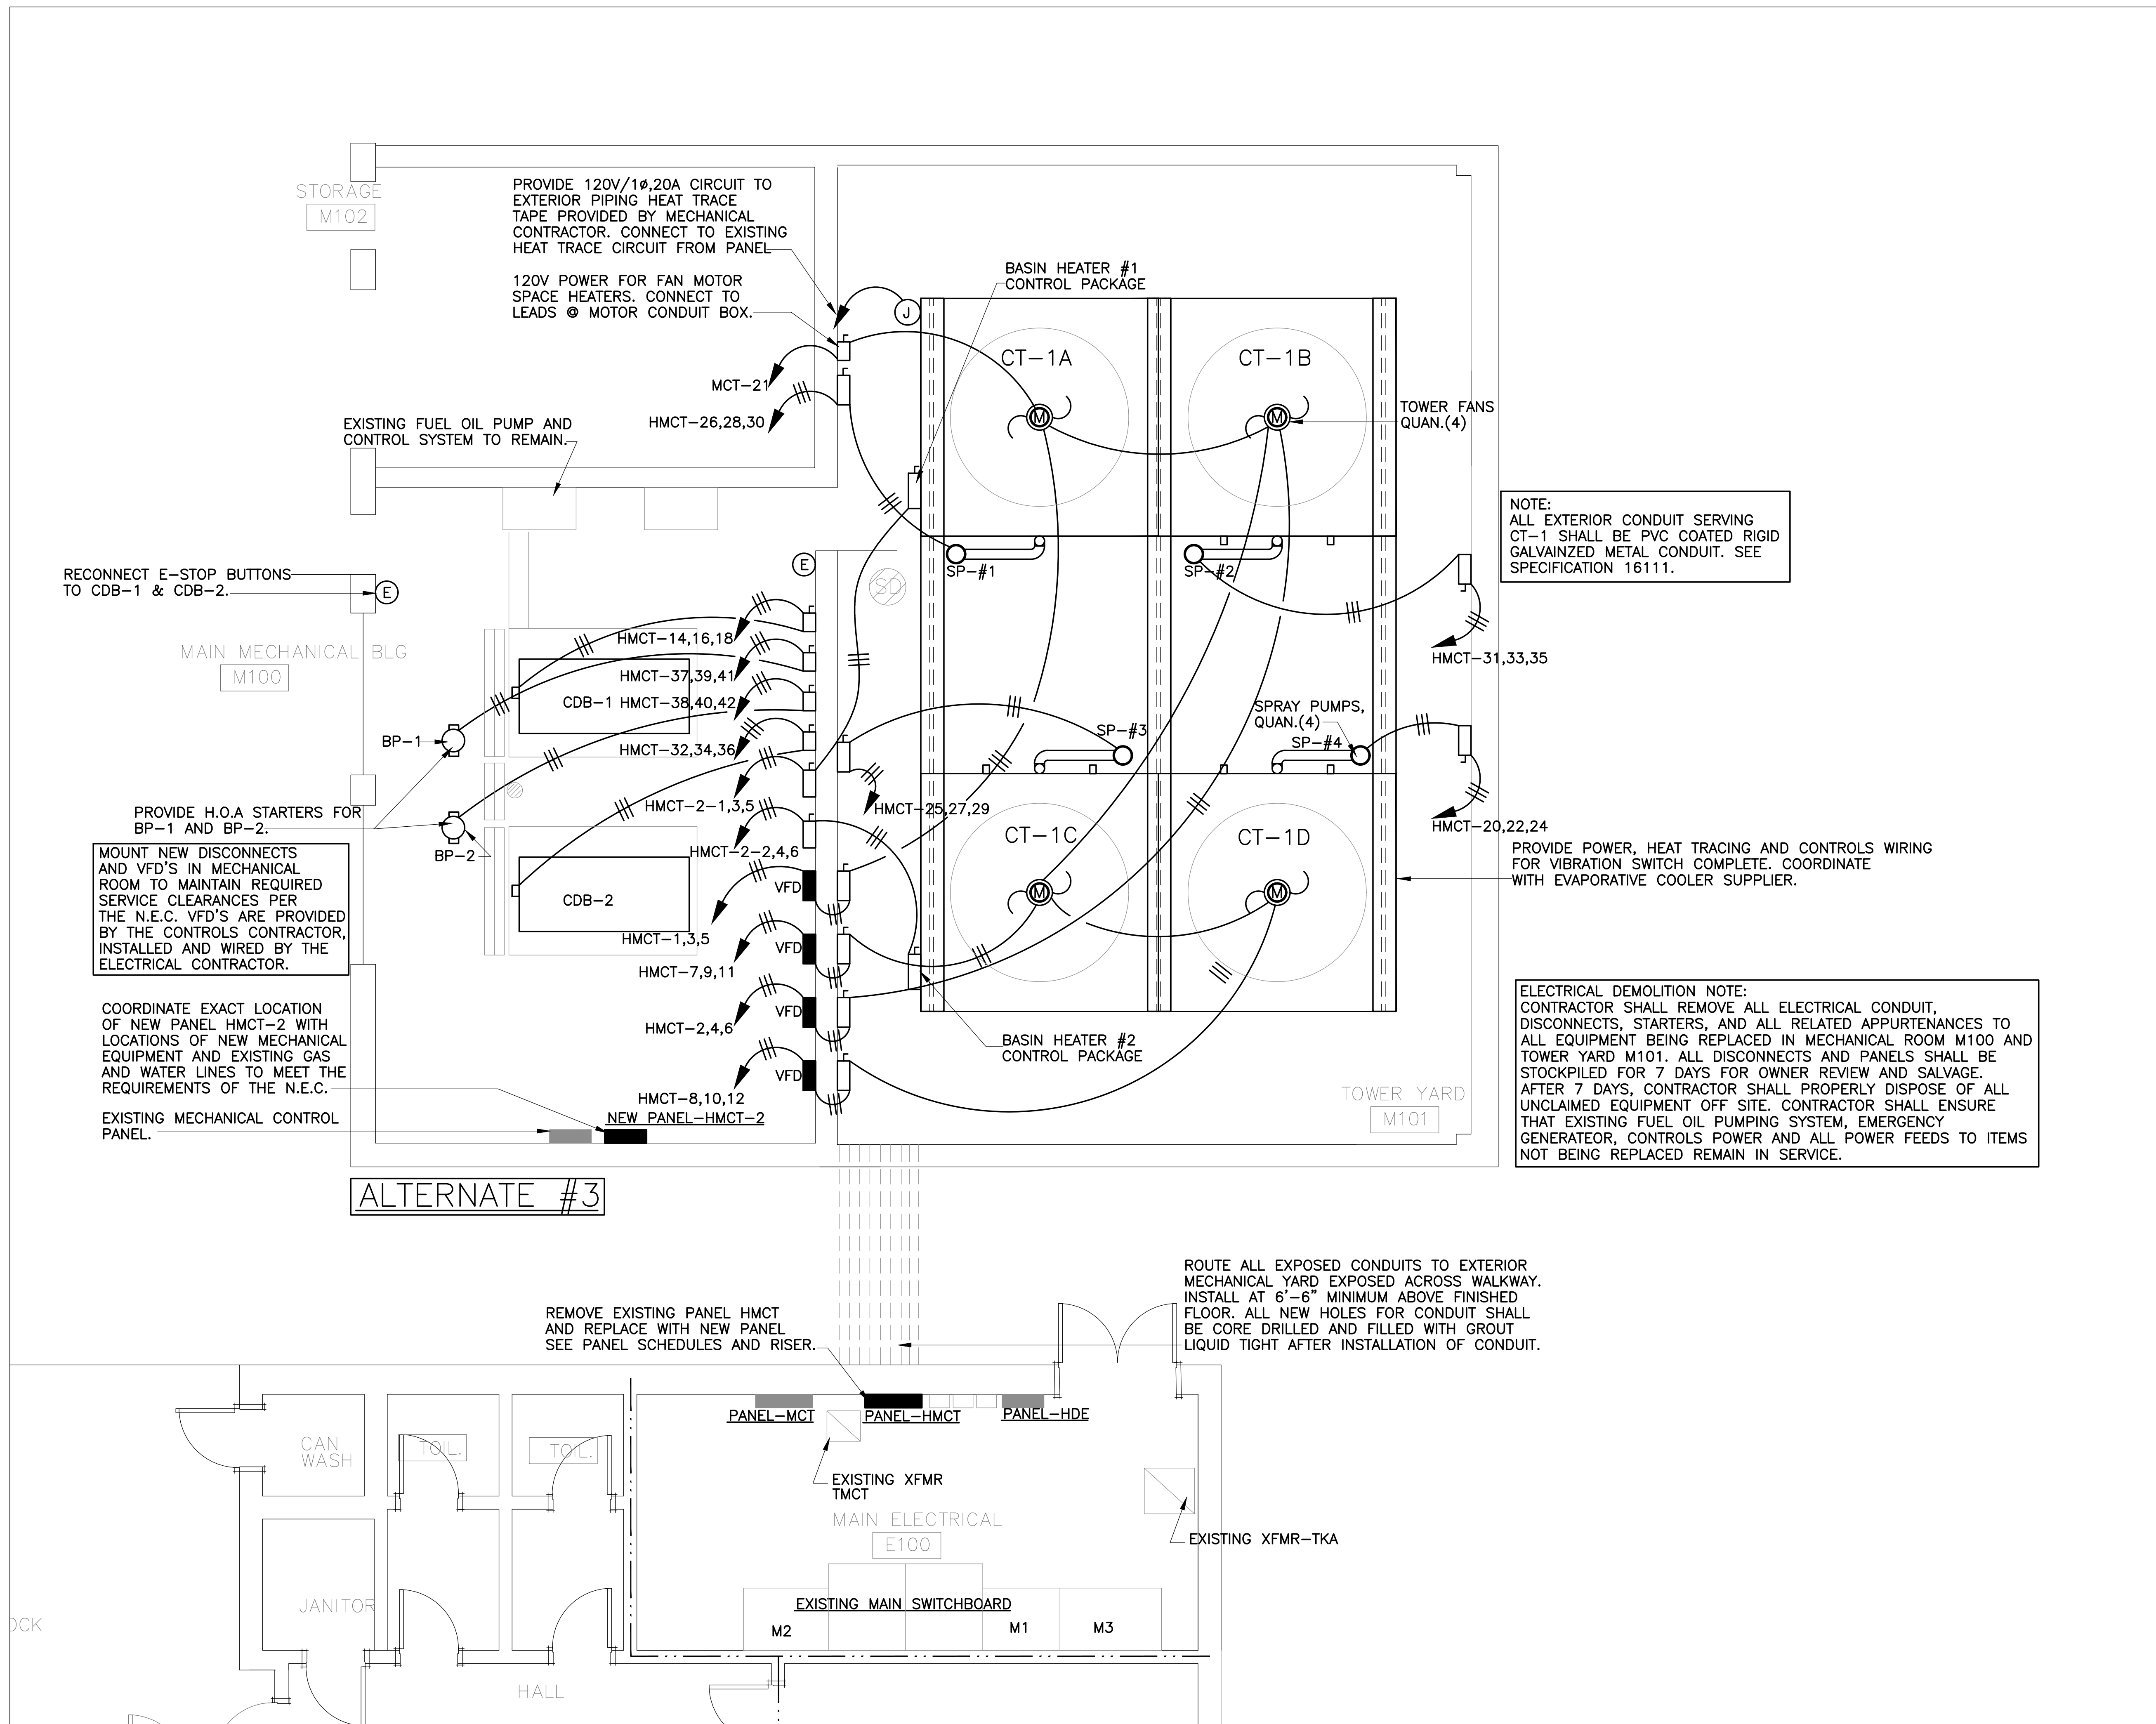 STORAGE
M102
PROVIDE 120V/1ø,20A CIRCUIT TO
EXTERIOR PIPING HEAT TRACE
TAPE PROVIDED BY MECHANICAL
CONTRACTOR. CONNECT TO EXISTING
HEAT TRACE CIRCUIT FROM PANEL
120V POWER FOR FAN MOTOR
SPACE HEATERS. CONNECT TO
LEADS @ MOTOR CONDUIT BOX.
BASIN HEATER #1
CONTROL PACKAGE
J
CT-1A
CT-1B
M
M
MCT-21
HMCT-26,28,30
TOWER FANS
QUAN.(4)
EXISTING FUEL OIL PUMP AND
CONTROL SYSTEM TO REMAIN.
NOTE:
ALL EXTERIOR CONDUIT SERVING
CT-1 SHALL BE PVC COATED RIGID
GALVAINZED METAL CONDUIT. SEE
SPECIFICATION 16111.
RECONNECT E-STOP BUTTONS
TO CDB-1 & CDB-2.
E
E
SD
SP-#1
SP-#2
MAIN MECHANICAL BLG
M100
HMCT-14,16,18
HMCT-37,39,41
CDB-1
HMCT-38,40,42
HMCT-32,34,36
HMCT-31,33,35
BP-1
SP-#3
SPRAY PUMPS,
QUAN.(4)
SP-#4
HMCT-2-1,3,5
HMCT-25,27,29
HMCT-20,22,24
PROVIDE H.O.A STARTERS FOR
BP-1 AND BP-2.
BP-2
HMCT-2-2,4,6
CT-1C
CT-1D
M
M
MOUNT NEW DISCONNECTS
AND VFD'S IN MECHANICAL
ROOM TO MAINTAIN REQUIRED
SERVICE CLEARANCES PER
THE N.E.C. VFD'S ARE PROVIDED
BY THE CONTROLS CONTRACTOR,
INSTALLED AND WIRED BY THE
ELECTRICAL CONTRACTOR.
CDB-2
VFD
HMCT-1,3,5
VFD
HMCT-7,9,11
VFD
HMCT-2,4,6
VFD
HMCT-8,10,12
PROVIDE POWER, HEAT TRACING AND CONTROLS WIRING
FOR VIBRATION SWITCH COMPLETE. COORDINATE
WITH EVAPORATIVE COOLER SUPPLIER.
COORDINATE EXACT LOCATION
OF NEW PANEL HMCT-2 WITH
LOCATIONS OF NEW MECHANICAL
EQUIPMENT AND EXISTING GAS
AND WATER LINES TO MEET THE
REQUIREMENTS OF THE N.E.C.
EXISTING MECHANICAL CONTROL
PANEL.
NEW PANEL-HMCT-2
BASIN HEATER #2
CONTROL PACKAGE
TOWER YARD
M101
ELECTRICAL DEMOLITION NOTE:
CONTRACTOR SHALL REMOVE ALL ELECTRICAL CONDUIT,
DISCONNECTS, STARTERS, AND ALL RELATED APPURTENANCES TO
ALL EQUIPMENT BEING REPLACED IN MECHANICAL ROOM M100 AND
TOWER YARD M101. ALL DISCONNECTS AND PANELS SHALL BE
STOCKPILED FOR 7 DAYS FOR OWNER REVIEW AND SALVAGE.
AFTER 7 DAYS, CONTRACTOR SHALL PROPERLY DISPOSE OF ALL
UNCLAIMED EQUIPMENT OFF SITE. CONTRACTOR SHALL ENSURE
THAT EXISTING FUEL OIL PUMPING SYSTEM, EMERGENCY
GENERATEOR, CONTROLS POWER AND ALL POWER FEEDS TO ITEMS
NOT BEING REPLACED REMAIN IN SERVICE.
ALTERNATE #3
ROUTE ALL EXPOSED CONDUITS TO EXTERIOR
MECHANICAL YARD EXPOSED ACROSS WALKWAY.
INSTALL AT 6'-6" MINIMUM ABOVE FINISHED
FLOOR. ALL NEW HOLES FOR CONDUIT SHALL
BE CORE DRILLED AND FILLED WITH GROUT
LIQUID TIGHT AFTER INSTALLATION OF CONDUIT.
REMOVE EXISTING PANEL HMCT
AND REPLACE WITH NEW PANEL
SEE PANEL SCHEDULES AND RISER.
PANEL-MCT
PANEL-HMCT
PANEL-HDE
CAN
WASH
TOIL.
TOIL.
EXISTING XFMR
TMCT
MAIN ELECTRICAL
E100
EXISTING XFMR-TKA
JANITOR
EXISTING MAIN SWITCHBOARD
M2
M1
M3
OCK
HALL